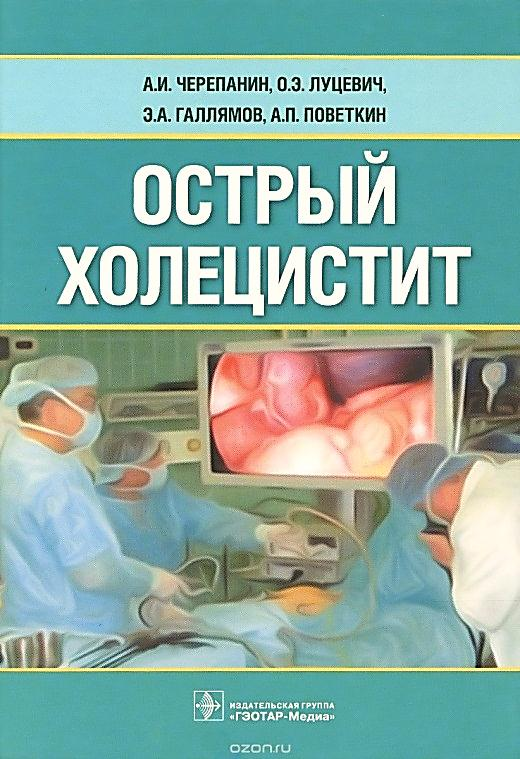 А.И. ЧЕРЕПАНИН, О.Э. ЛУЦЕВИЧ,
Э.А. ГАЛЛЯМОВ, А.П. ПОВЕТКИН
ОСТРЫЙ
ХОЛЕЦИСТИТ
ИЗДАТЕЛЬСКАЯ ГРУППА
«ГЭОТАР-Медиа»
ozon.ru